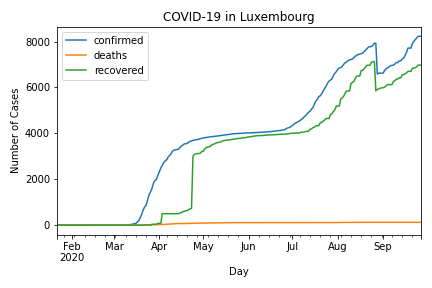 COVID-19 in Luxembourg
confirmed
deaths
recovered
Number of Cases
8000
6000
4000
2000
0
Feb Mar Apr May Jun Jul Aug Sep
2020
Day